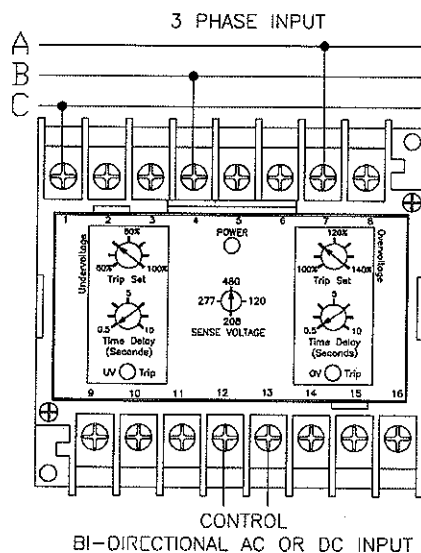 3 PHASE INPUT
A
B
C
1 2 3 4 5 6 7 8
Undervoltage
80%
60% 100%
Trip Set
5
0.5 10
Time Delay
(Seconds)
UV Trip
POWER
480
277 120
208
SENSE VOLTAGE
Overvoltage
120%
100% 140%
Trip Set
5
0.5 10
Time Delay
(Seconds)
OV Trip
9 10 11 12 13 14 15 16
CONTROL
BI-DIRECTIONAL AC OR DC INPUT